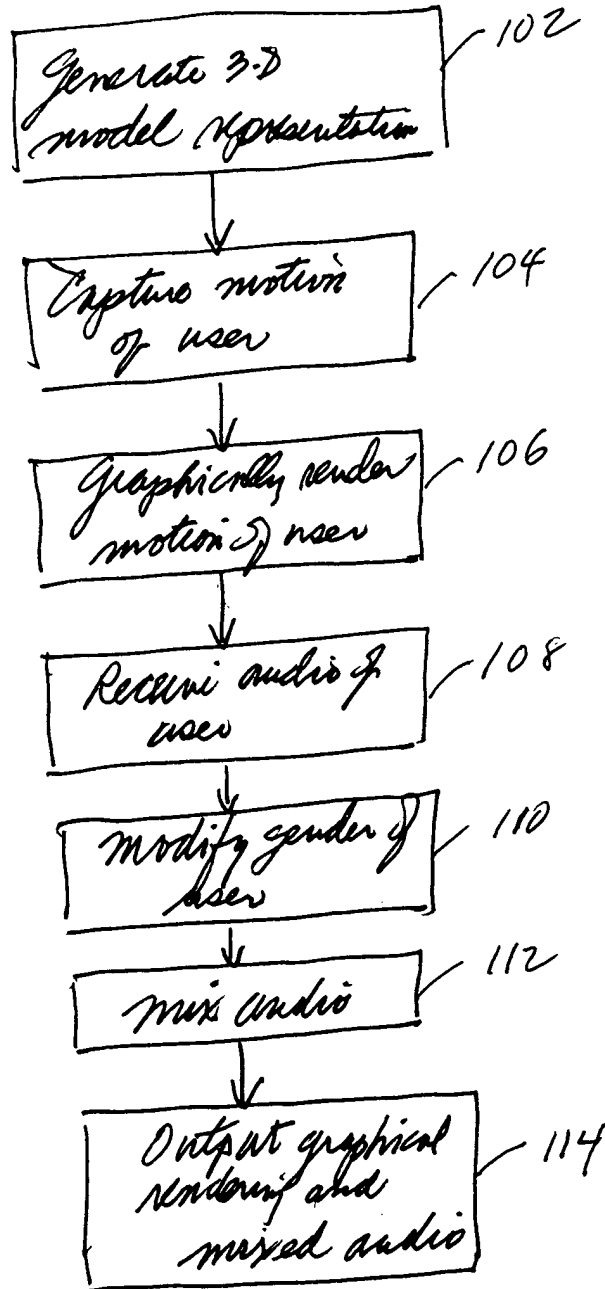 102
Generate 3-D
model representation
104
Capture motion
of user
106
Graphically render
motion of user
108
Receive audio of
user
110
modify gender of
user
112
mix audio
114
Output graphical
rendering and
mixed audio